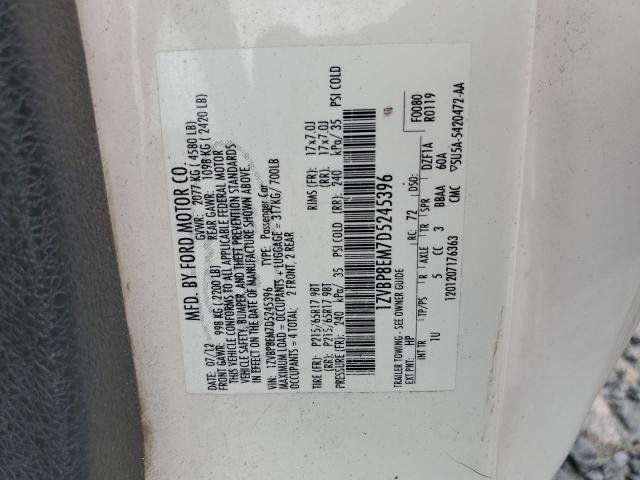 MFD. BY FORD MOTOR CO.
DATE: 07/12 GVWR: 2077 KG ( 4580 LB)
FRONT GAWR: 998 KG ( 2200 LB) REAR GAWR: 1098 KG ( 2420 LB)
THIS VEHICLE CONFORMS TO ALL APPLICABLE FEDERAL MOTOR
VEHICLE SAFETY, BUMPER, AND THEFT PREVENTION STANDARDS
IN EFFECT ON THE DATE OF MANUFACTURE SHOWN ABOVE.
VIN: 1ZVBP8EM7D5245396 TYPE: Passenger Car
MAXIMUM LOAD = OCCUPANTS + LUGGAGE = 317KG/ 700LB
OCCUPANTS = 4 TOTAL: 2 FRONT, 2 REAR
TIRE (FR): P215/65R17 98T RIMS (FR): 17x7.0J
(RR): P215/65R17 98T (RR): 17x7.0J
PRESSURE (FR): 240 kPa/ 35 PSI COLD (RR): 240 kPa/ 35 PSI COLD
1ZVBP8EM7D5245396
TRAILER TOWING - SEE OWNER GUIDE
F0080
R0119
EXT PNT: HP RC: 72 DSO:
INT TR TP/PS R AXLE TR SPR DZF1A
1U 5 CC 3 BBAA 60A
1200120717636​3 CMC ▽5U5A-5420472-AA